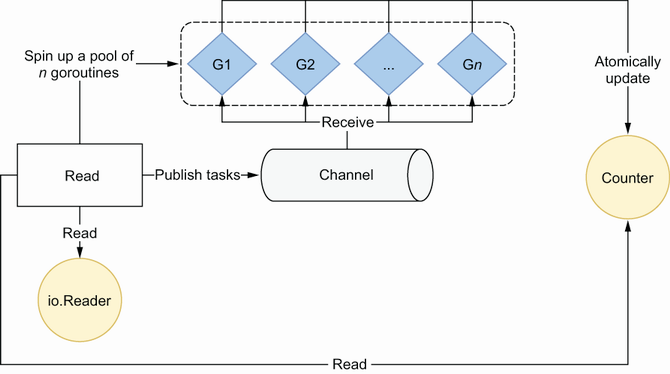 Spin up a pool of
n goroutines
G1
G2
...
Gn
Atomically
update
Receive
Read
Publish tasks
Channel
Counter
Read
io.Reader
Read